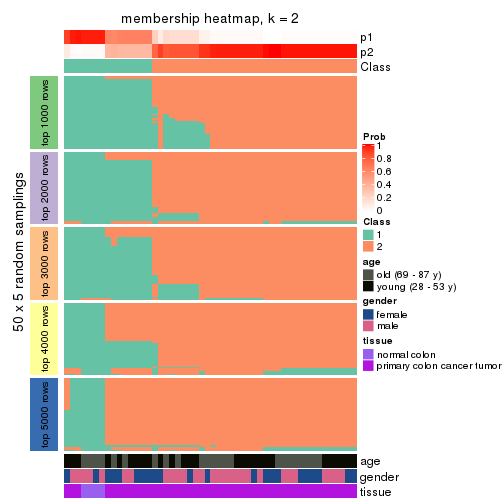 membership heatmap, k = 2
p1
p2
Class
50 x 5 random samplings
top 1000 rows
top 2000 rows
top 3000 rows
top 4000 rows
top 5000 rows
Prob
1
0.8
0.6
0.4
0.2
0
Class
1
2
age
old (69 - 87 y)
young (28 - 53 y)
gender
female
male
tissue
normal colon
primary colon cancer tumor
age
gender
tissue